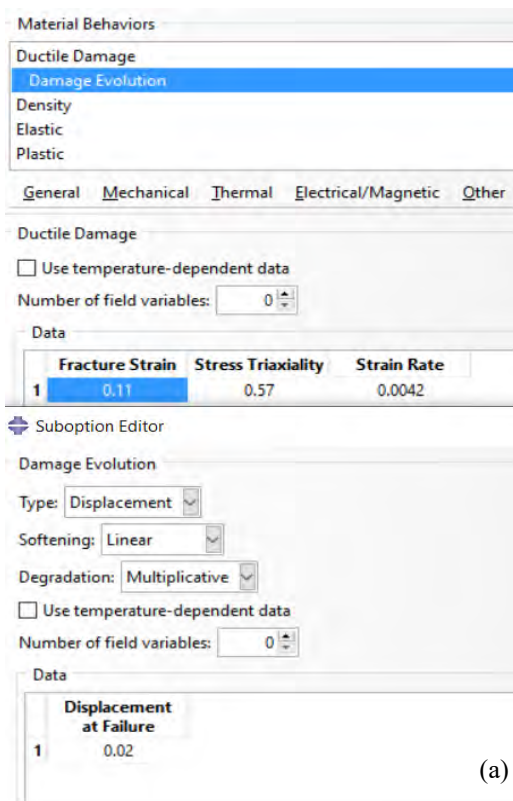 Material Behaviors
Ductile Damage
Damage Evolution
Density
Elastic
Plastic
General Mechanical Thermal Electrical/Magnetic Other
Ductile Damage
Use temperature-dependent data
Number of field variables: 0
Data
Fracture Strain Stress Triaxiality Strain Rate
1 0.11 0.57 0.0042
Suboption Editor
Damage Evolution
Type: Displacement
Softening: Linear
Degradation: Multiplicative
Use temperature-dependent data
Number of field variables: 0
Data
Displacement
at Failure
1 0.02
(a)